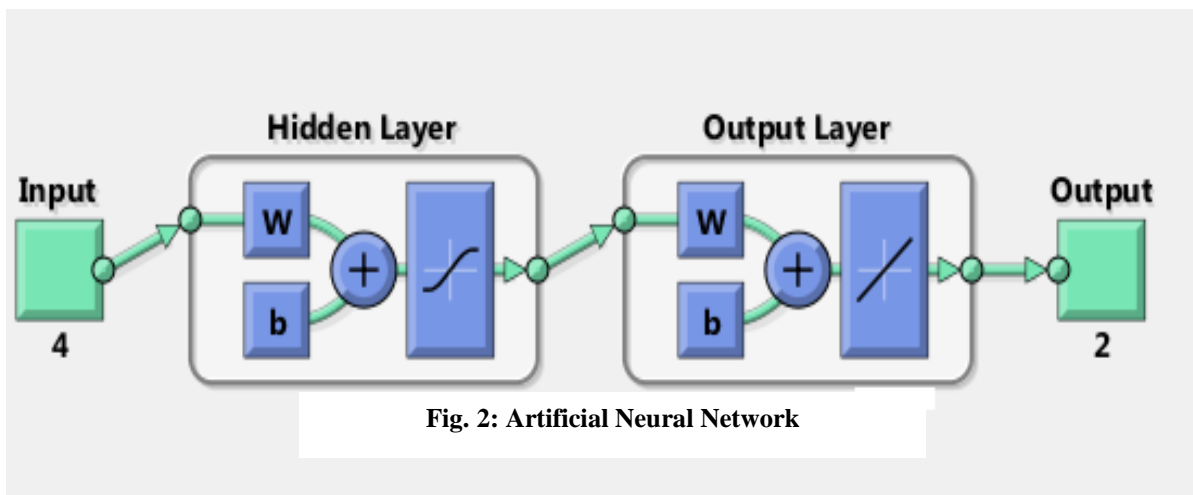 Hidden Layer
Output Layer
Input
Output
W
W
+
+
b
b
4
2
Fig. 2: Artificial Neural Network